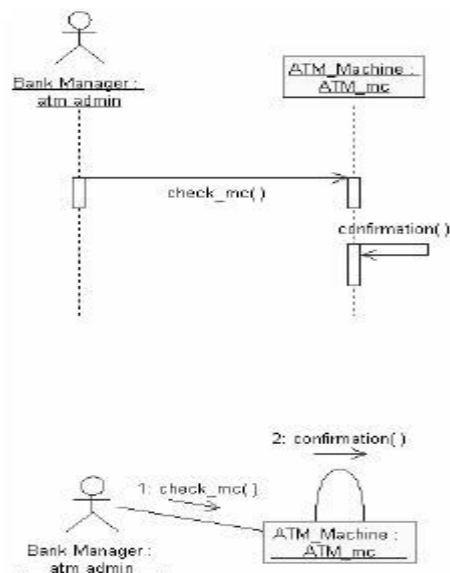 Bank Manager :
atm admin
ATM_Machine :
ATM_mc
check_mc( )
confirmation( )
2: confirmation( )
1: check_mc( )
Bank Manager :
atm admin
ATM_Machine :
ATM_mc